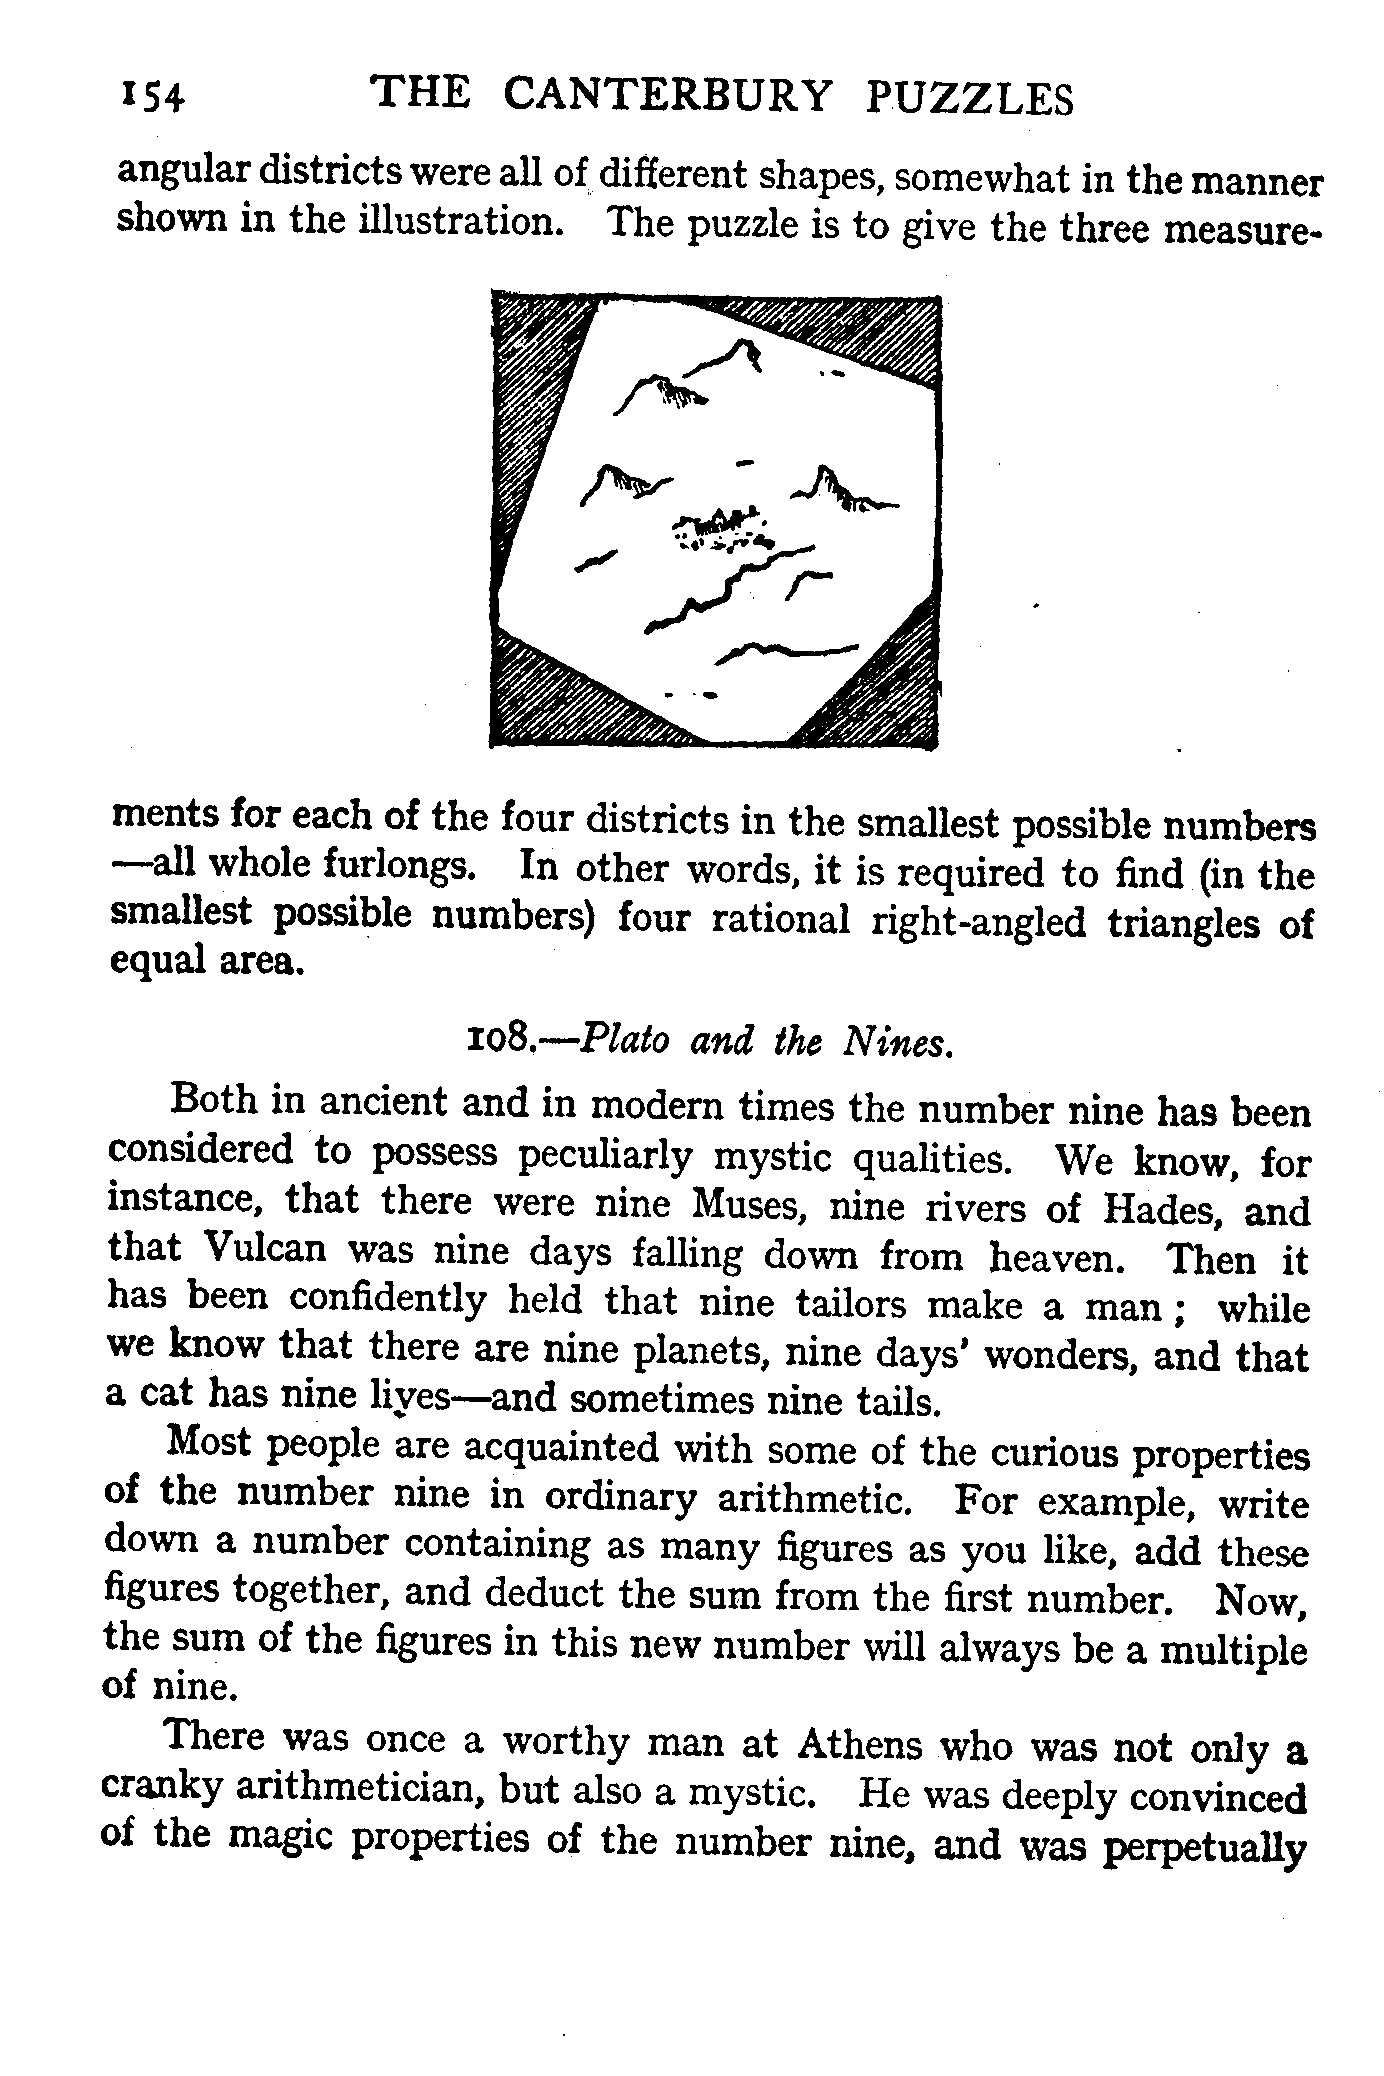 154 THE CANTERBURY PUZZLES
angular districts were all of different shapes, somewhat in the manner
shown in the illustration. The puzzle is to give the three measure-
ments for each of the four districts in the smallest possible numbers
—all whole furlongs. In other words, it is required to find (in the
smallest possible numbers) four rational right-angled triangles of
equal area.
108.—Plato and the Nines.
Both in ancient and in modern times the number nine has been
considered to possess peculiarly mystic qualities. We know, for
instance, that there were nine Muses, nine rivers of Hades, and
that Vulcan was nine days falling down from heaven. Then it
has been confidently held that nine tailors make a man ; while
we know that there are nine planets, nine days' wonders, and that
a cat has nine lives—and sometimes nine tails.
Most people are acquainted with some of the curious properties
of the number nine in ordinary arithmetic. For example, write
down a number containing as many figures as you like, add these
figures together, and deduct the sum from the first number. Now,
the sum of the figures in this new number will always be a multiple
of nine.
There was once a worthy man at Athens who was not only a
cranky arithmetician, but also a mystic. He was deeply convinced
of the magic properties of the number nine, and was perpetually